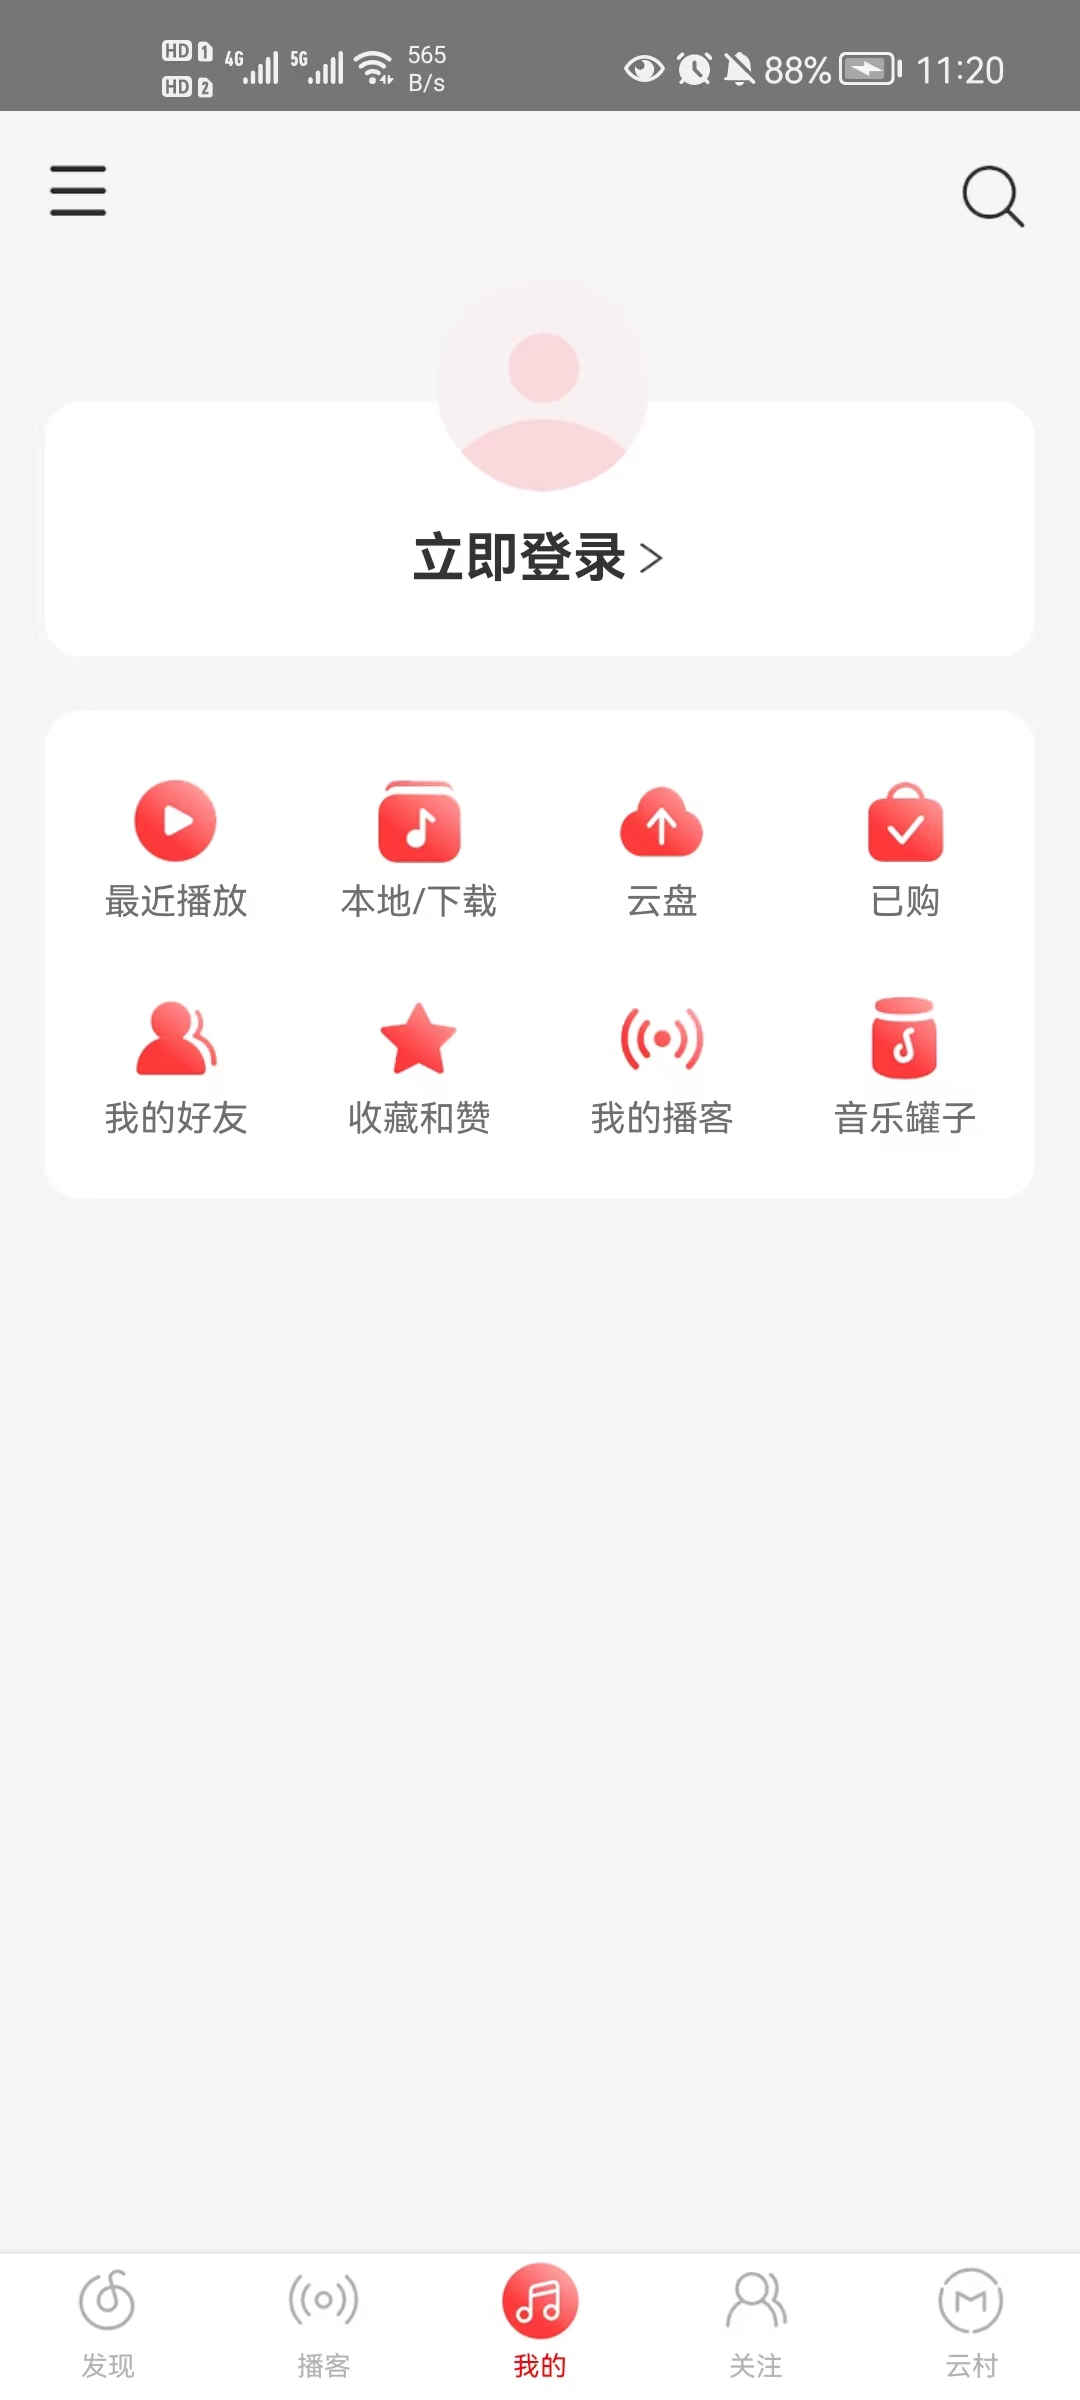 HD 1 4G 5G 565 88% 11:20
HD 2 B/s
立即登录 >
最近播放 本地/下载 云盘 已购
我的好友 收藏和赞 我的播客 音乐罐子
发现 播客 我的 关注 云村